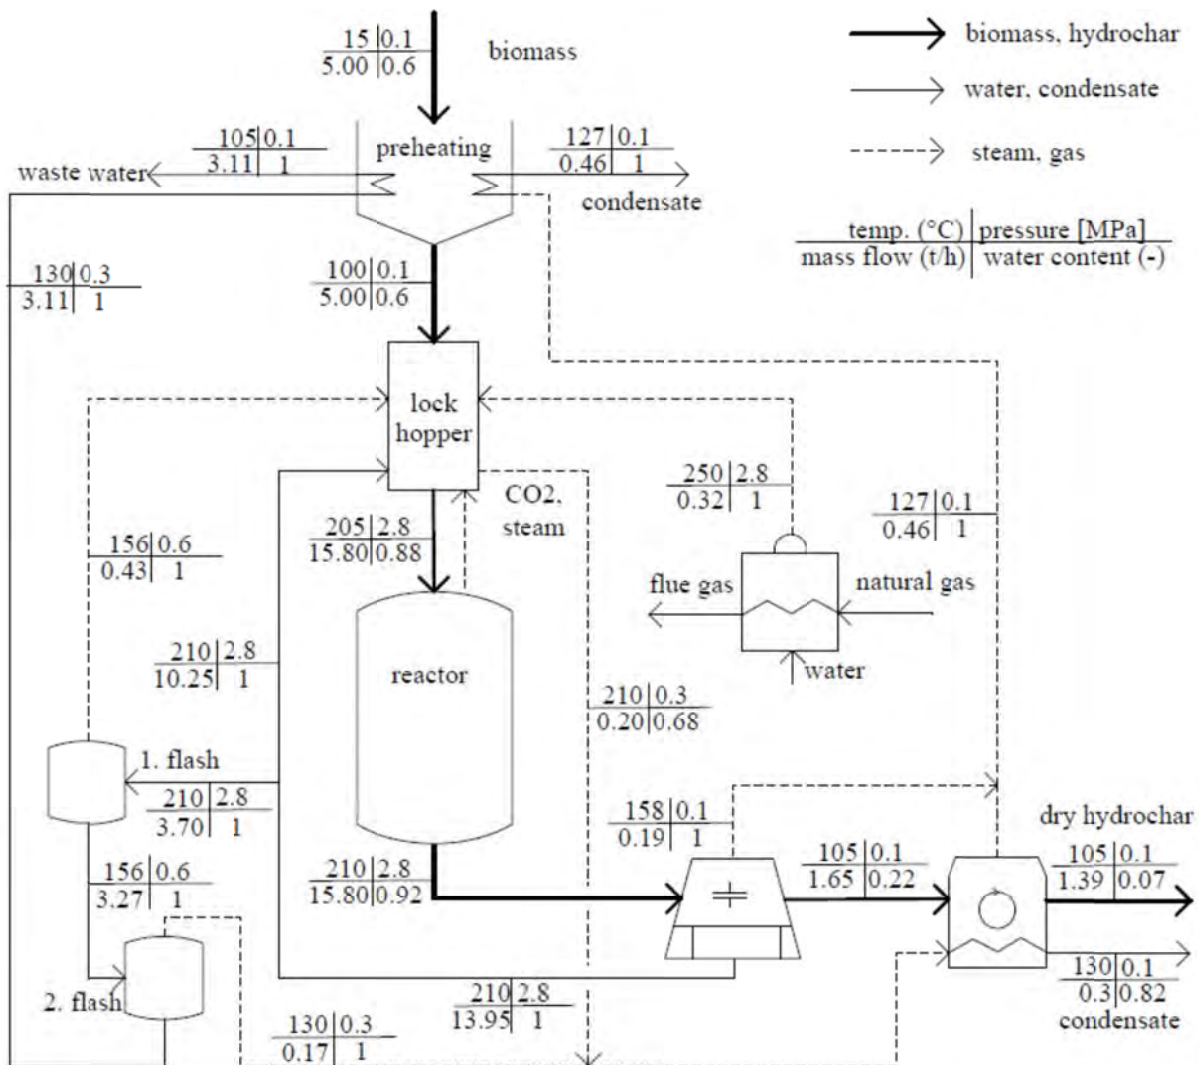 15 0.1
5.00 0.6
biomass
biomass, hydrochar
water, condensate
steam, gas
temp. (°C) pressure [MPa]
mass flow (t/h) water content (-)
105 0.1
3.11 1
waste water
preheating
127 0.1
0.46 1
condensate
130 0.3
3.11 1
100 0.1
5.00 0.6
lock
hopper
CO2,
steam
250 2.8
0.32 1
127 0.1
0.46 1
205 2.8
15.80 0.88
156 0.6
0.43 1
flue gas
natural gas
water
210 2.8
10.25 1
reactor
210 0.3
0.20 0.68
1. flash
210 2.8
3.70 1
158 0.1
0.19 1
dry hydrochar
105 0.1
1.65 0.22
105 0.1
1.39 0.07
156 0.6
3.27 1
210 2.8
15.80 0.92
2. flash
210 2.8
13.95 1
130 0.1
0.3 0.82
condensate
130 0.3
0.17 1